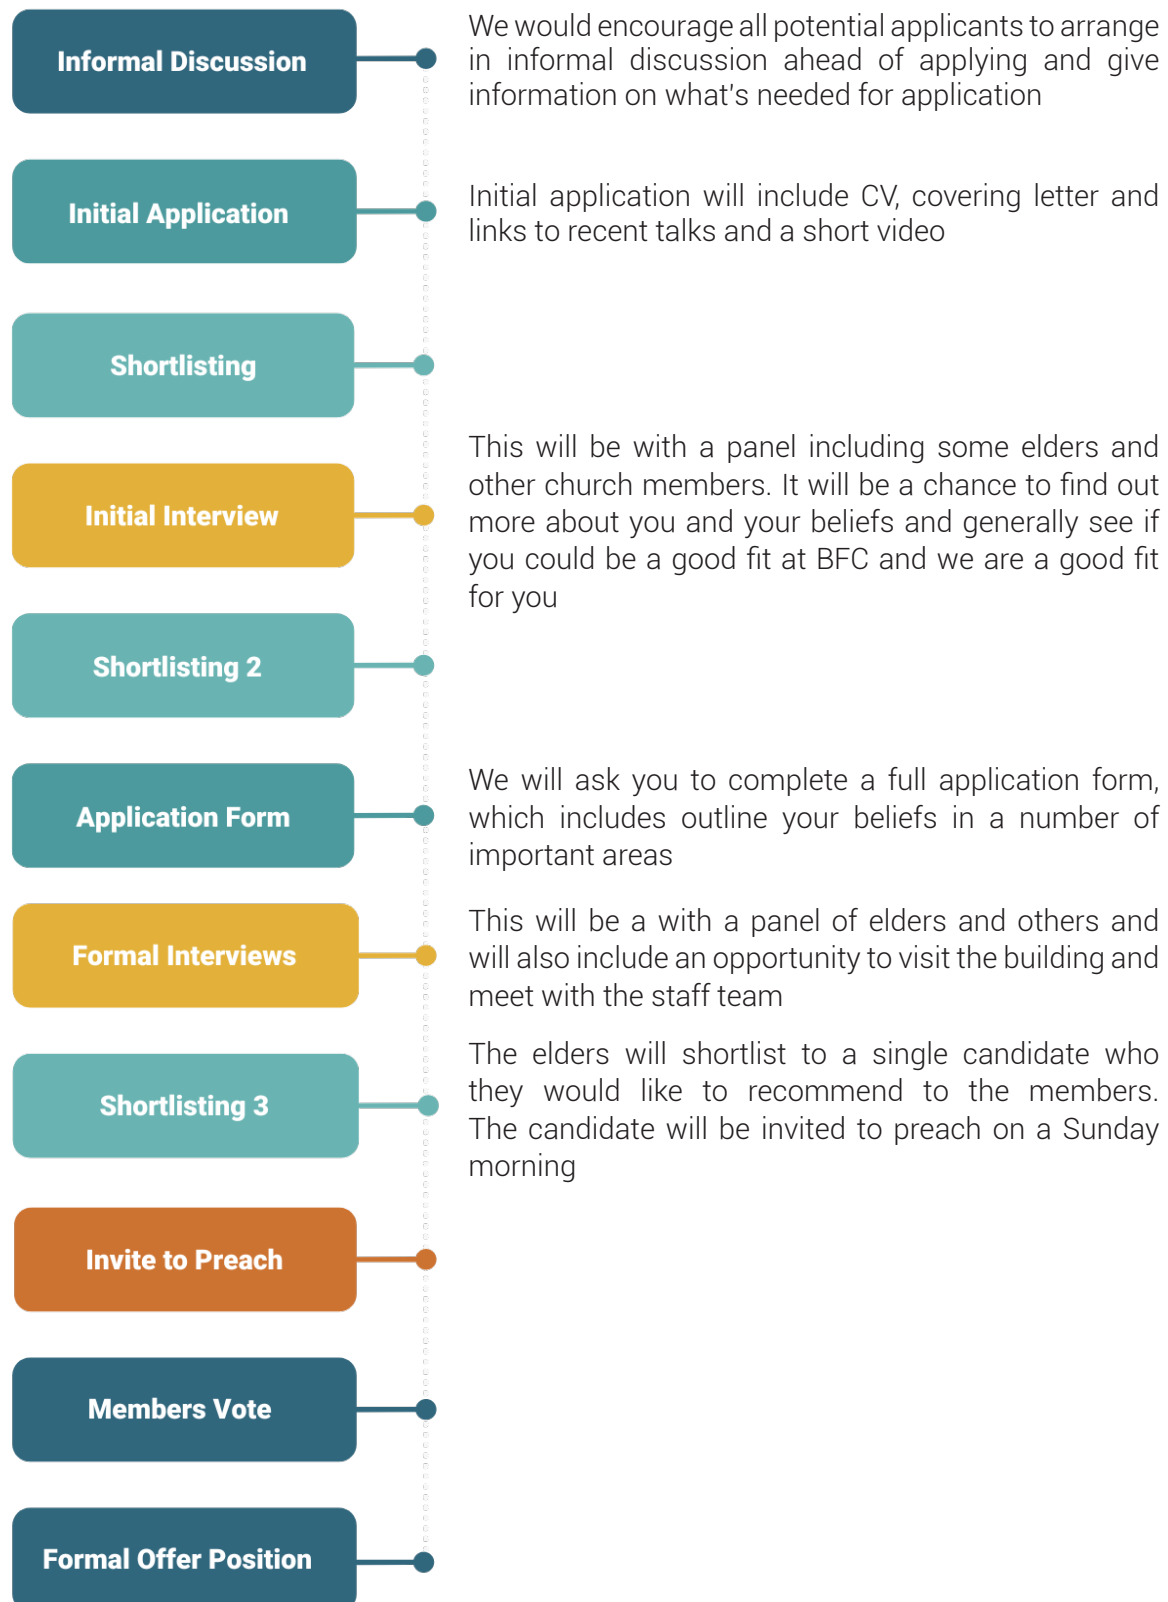 Informal Discussion
We would encourage all potential applicants to arrange
in informal discussion ahead of applying and give
information on what's needed for application
Initial Application
Initial application will include CV, covering letter and
links to recent talks and a short video
Shortlisting
Initial Interview
This will be with a panel including some elders and
other church members. It will be a chance to find out
more about you and your beliefs and generally see if
you could be a good fit at BFC and we are a good fit
for you
Shortlisting 2
Application Form
We will ask you to complete a full application form,
which includes outline your beliefs in a number of
important areas
Formal Interviews
This will be a with a panel of elders and others and
will also include an opportunity to visit the building and
meet with the staff team
Shortlisting 3
The elders will shortlist to a single candidate who
they would like to recommend to the members.
The candidate will be invited to preach on a Sunday
morning
Invite to Preach
Members Vote
Formal Offer Position